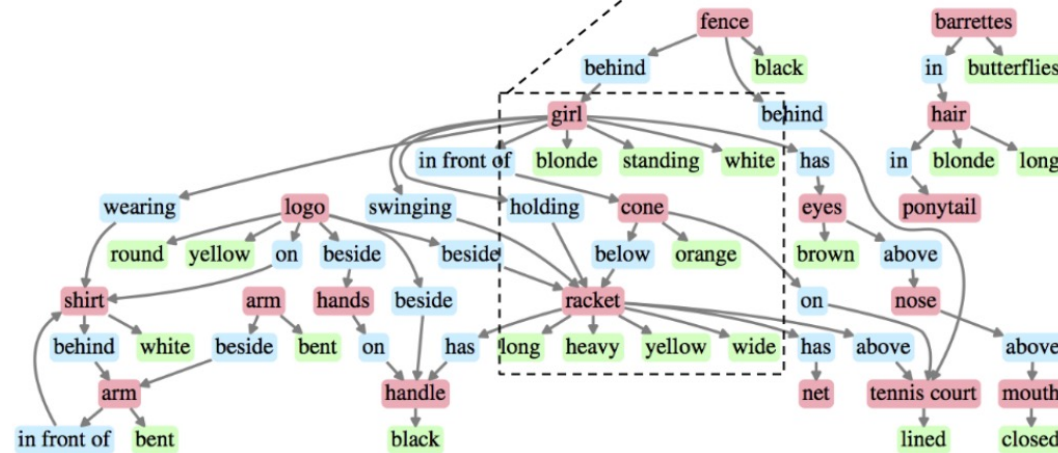 fence barrettes
behind black in butterflies
girl behind hair
in front of blonde standing white has in blonde long
wearing logo swinging holding cone eyes ponytail
round yellow on beside beside below orange brown above
shirt arm hands beside racket on nose
behind white beside bent on has long heavy yellow wide has above above
arm handle net tennis court mouth
in front of bent black lined closed